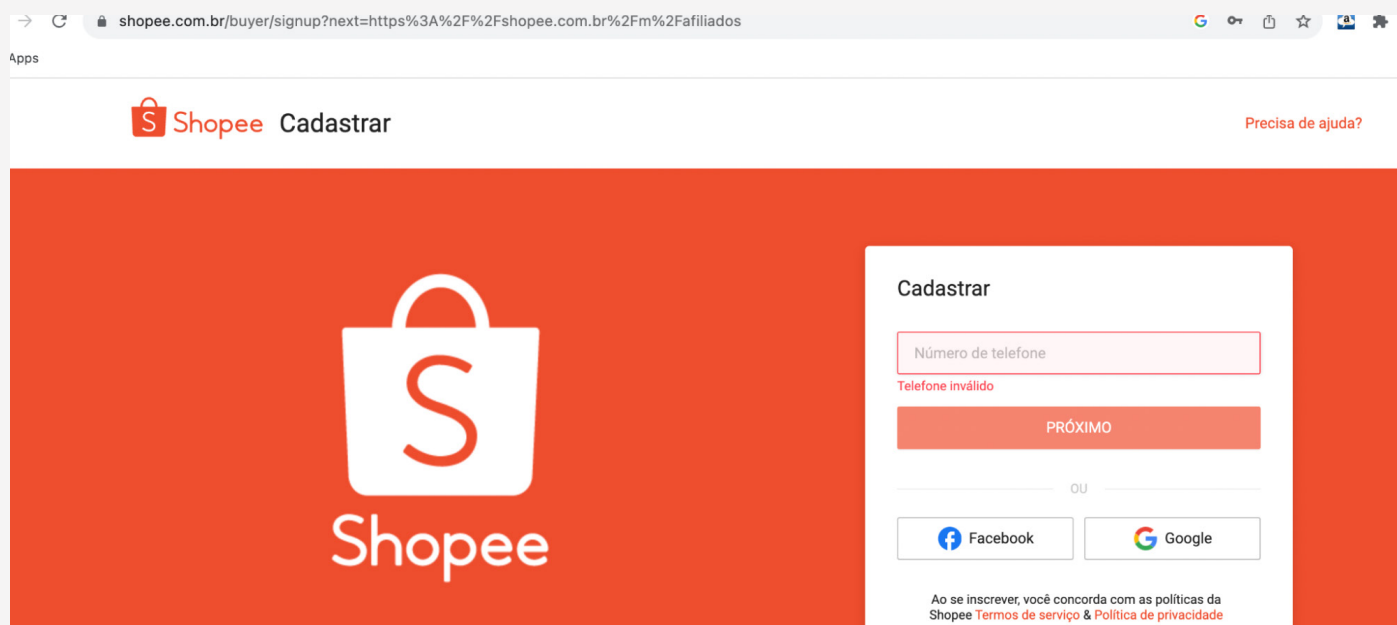 shopee.com.br/buyer/signup?next=https%3A%2F%2Fshopee.com.br%2Fm%2Fafiliados
Apps
Shopee Cadastrar
Precisa de ajuda?
Cadastrar
Número de telefone
Telefone inválido
PRÓXIMO
OU
Facebook
Google
Ao se inscrever, você concorda com as políticas da
Shopee Termos de serviço & Política de privacidade
S
Shopee